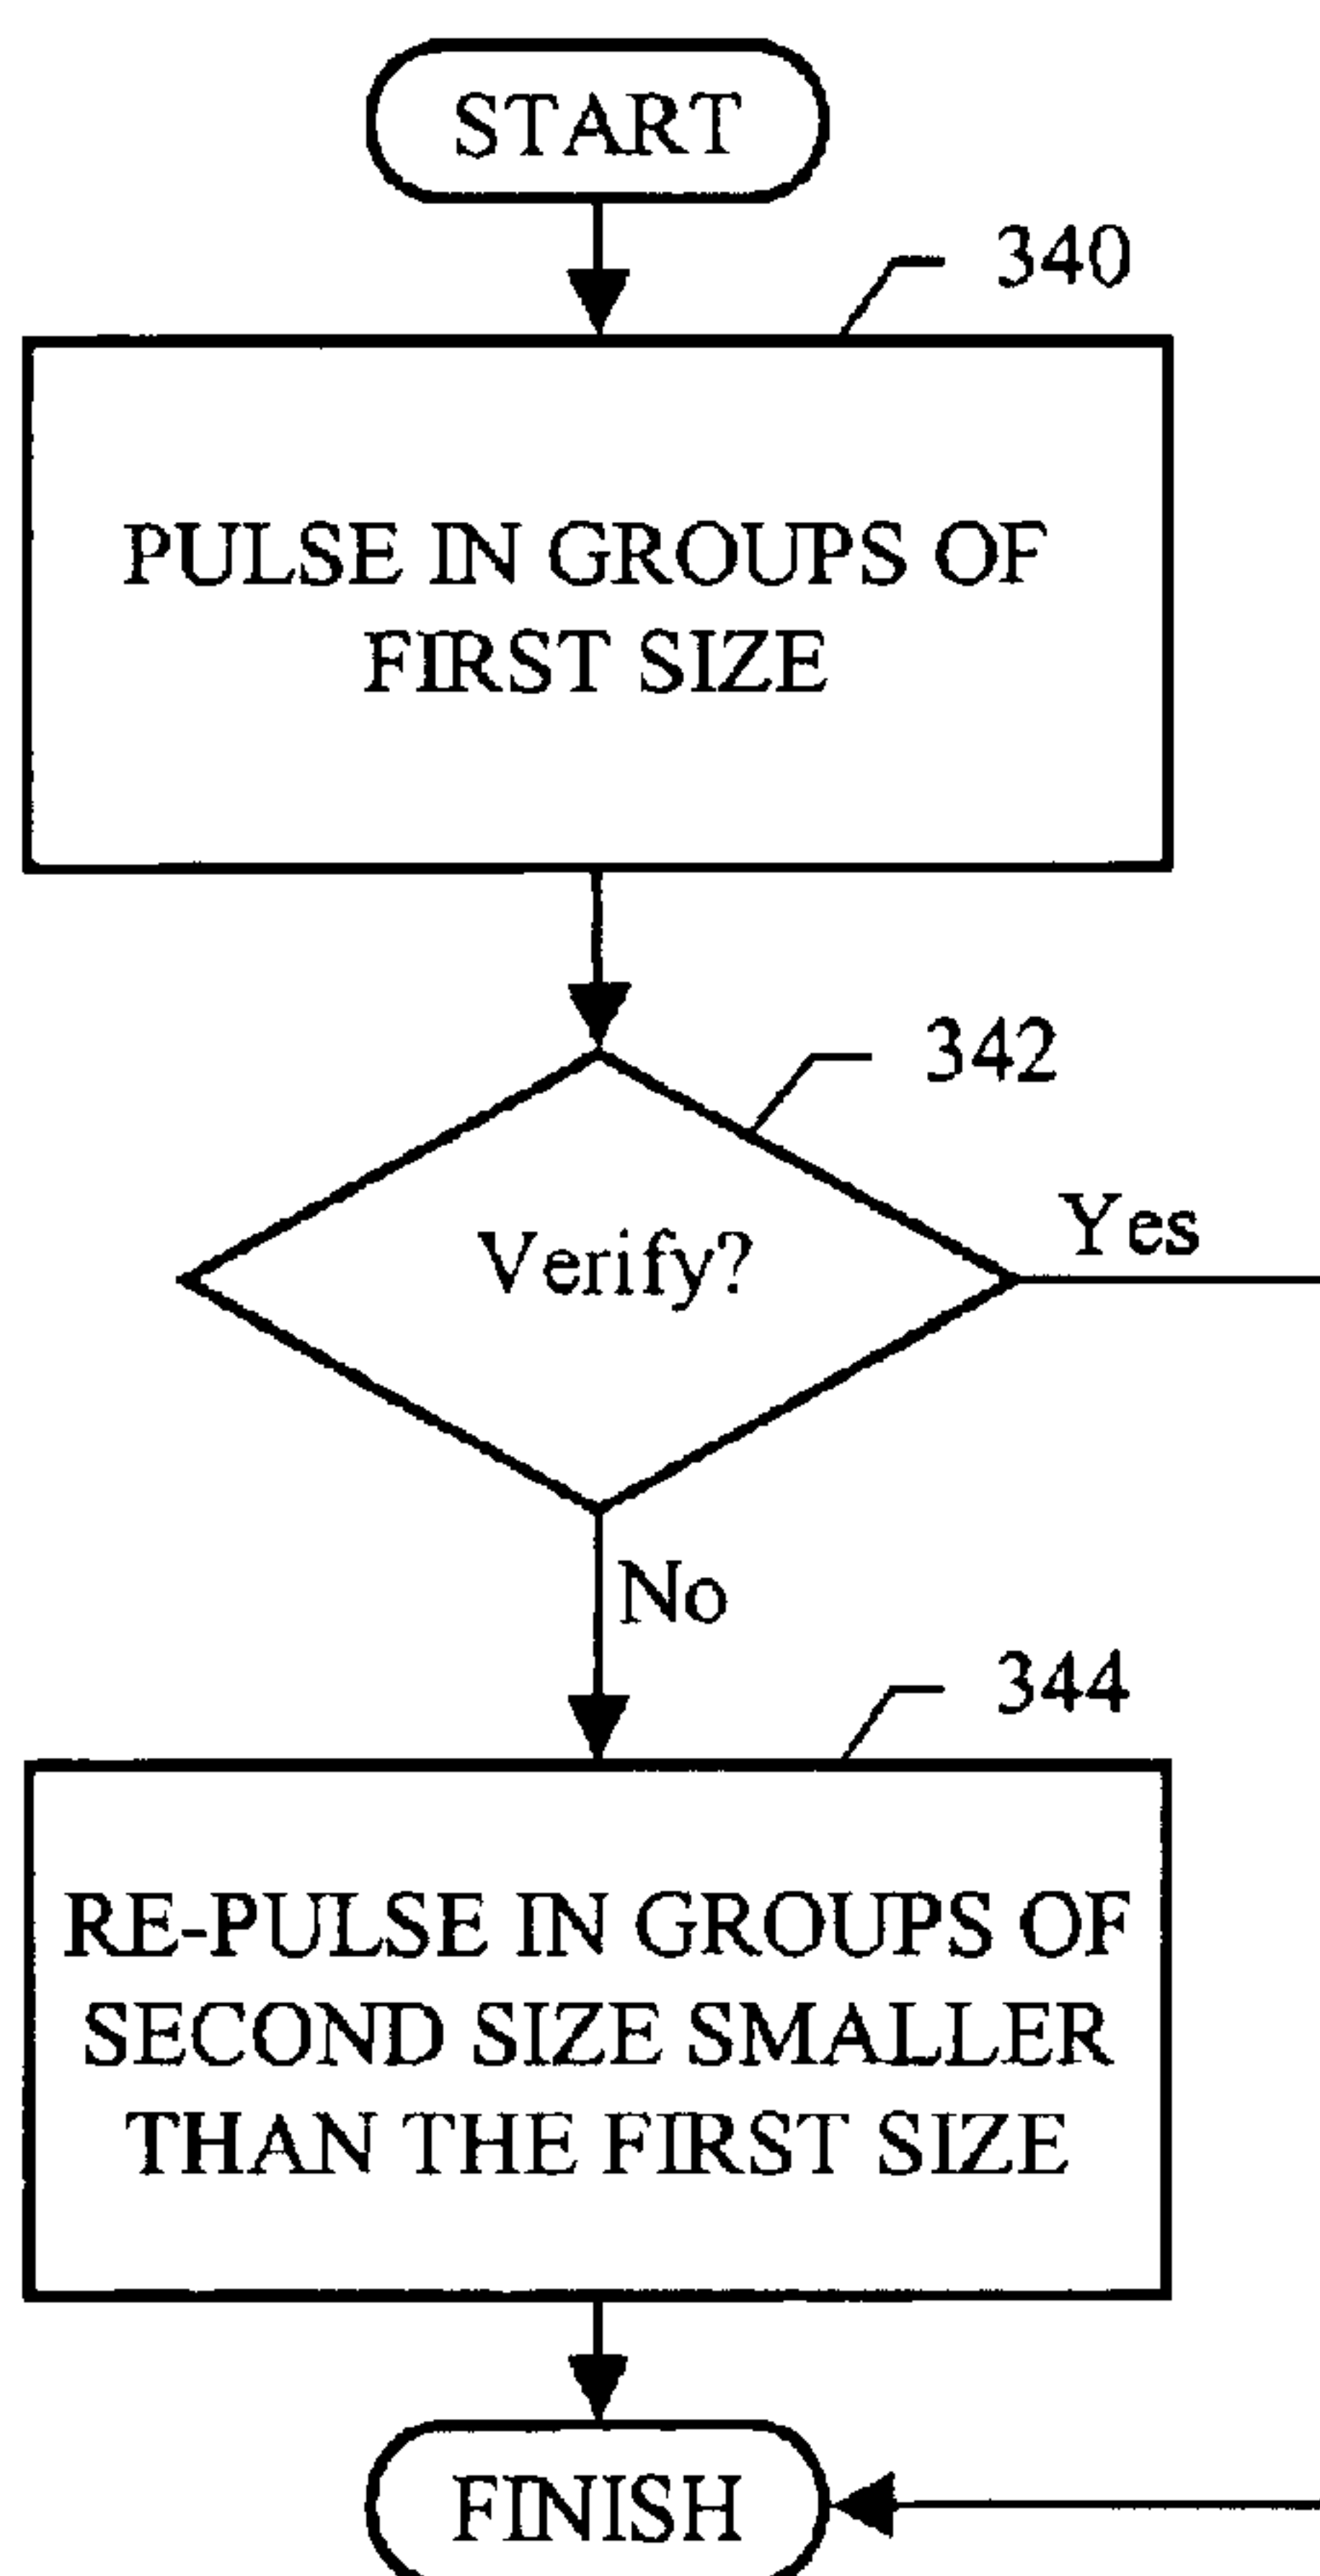 START
340
PULSE IN GROUPS OF
FIRST SIZE
342
Verify?
Yes
No
344
RE-PULSE IN GROUPS OF
SECOND SIZE SMALLER
THAN THE FIRST SIZE
FINISH